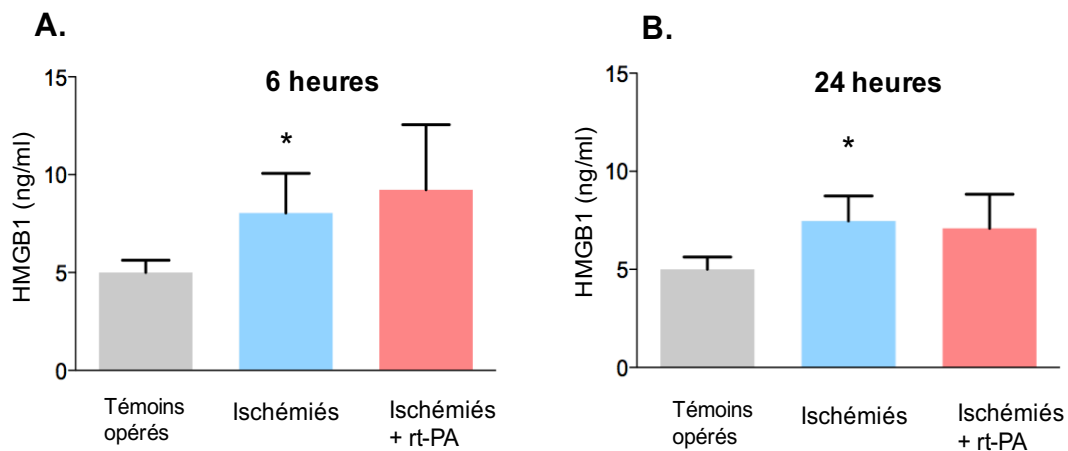 A.
6 heures
HMGB1 (ng/ml)
15
10
5
0
*
Témoins
opérés
Ischémiés
Ischémiés
+ rt-PA
B.
24 heures
HMGB1 (ng/ml)
15
10
5
0
*
Témoins
opérés
Ischémiés
Ischémiés
+ rt-PA